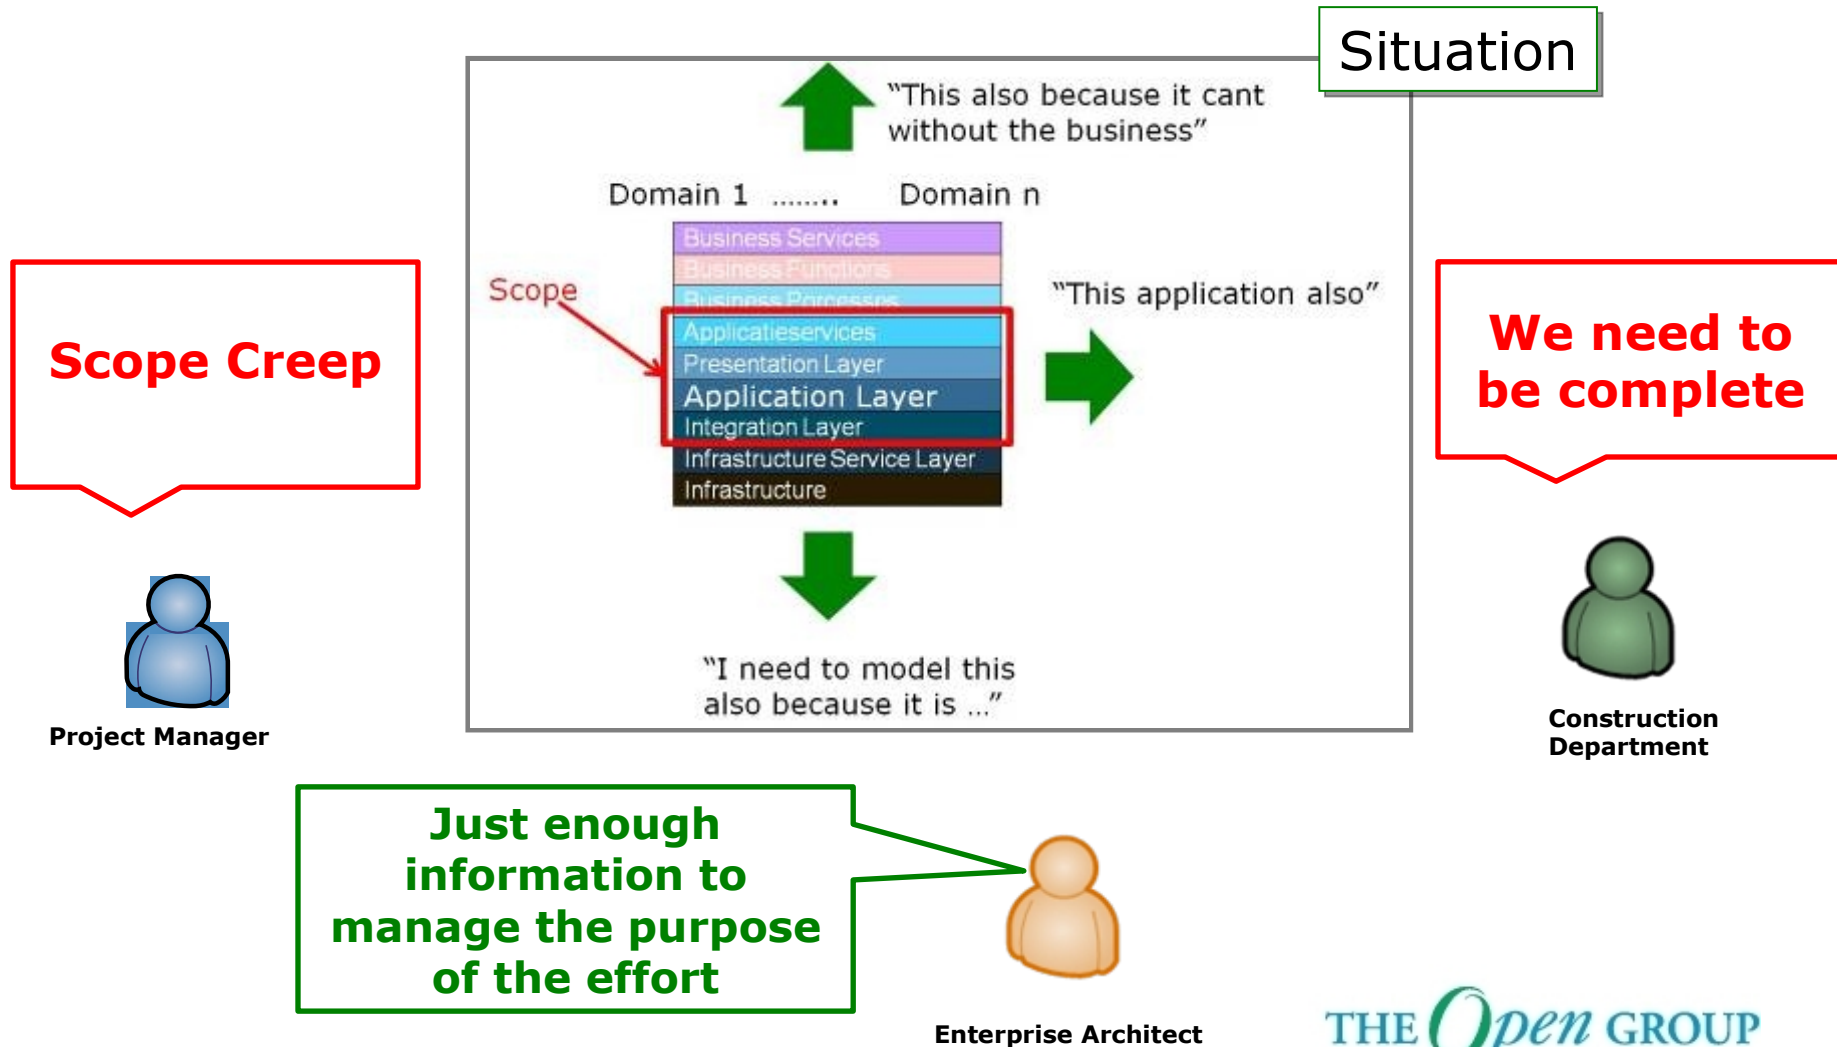 Situation
"This also because it cant
without the business"
Domain 1 ........ Domain n
Business Services
Business Functions
Business Porcesses
Applicatieservices
Presentation Layer
Application Layer
Integration Layer
Infrastructure Service Layer
Infrastructure
Scope
"This application also"
"I need to model this
also because it is ..."
Scope Creep
Project Manager
We need to
be complete
Construction
Department
Just enough
information to
manage the purpose
of the effort
Enterprise Architect
THE Open GROUP